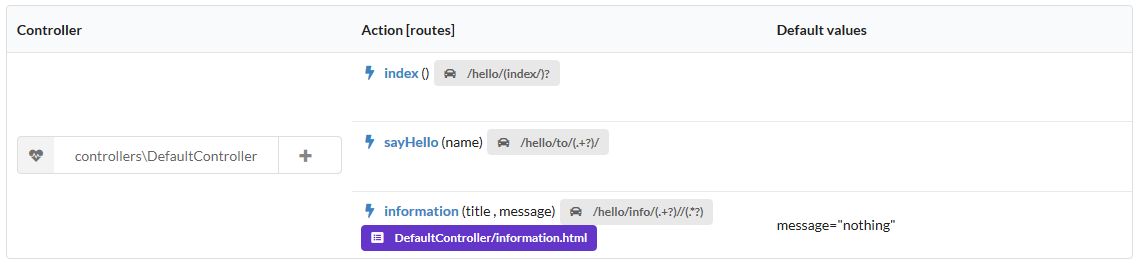 Controller Action [routes] Default values
index () /hello/(index/)?
controllers\DefaultController sayHello (name) /hello/to/(.+?)/
information (title , message) /hello/info/(.+?)//(.*?)
DefaultController/information.html message="nothing"